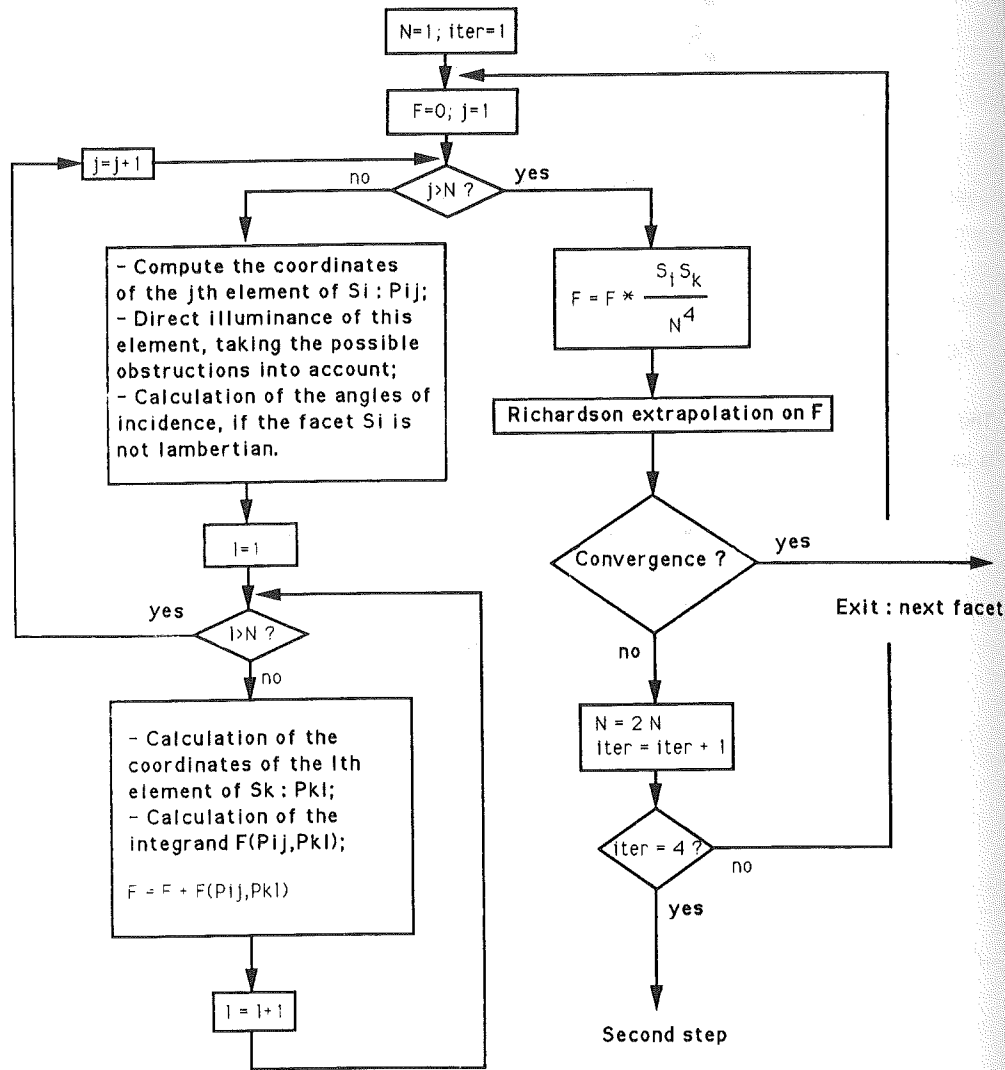 N=1; iter=1
F=0; j=1
j=j+1
no
j>N ?
yes
- Compute the coordinates
of the jth element of Si : Pij;
- Direct illuminance of this
element, taking the possible
obstructions into account;
- Calculation of the angles of
incidence, if the facet Si is
not lambertian.
F = F * S_i S_k / N^4
Richardson extrapolation on F
l=1
Convergence ?
yes
Exit : next facet
yes
l>N ?
no
no
- Calculation of the
coordinates of the lth
element of Sk : Pkl;
- Calculation of the
integrand F(Pij,Pkl);
F = F + F(Pij,Pkl)
N = 2 N
iter = iter + 1
iter = 4 ?
no
yes
l = l+1
Second step